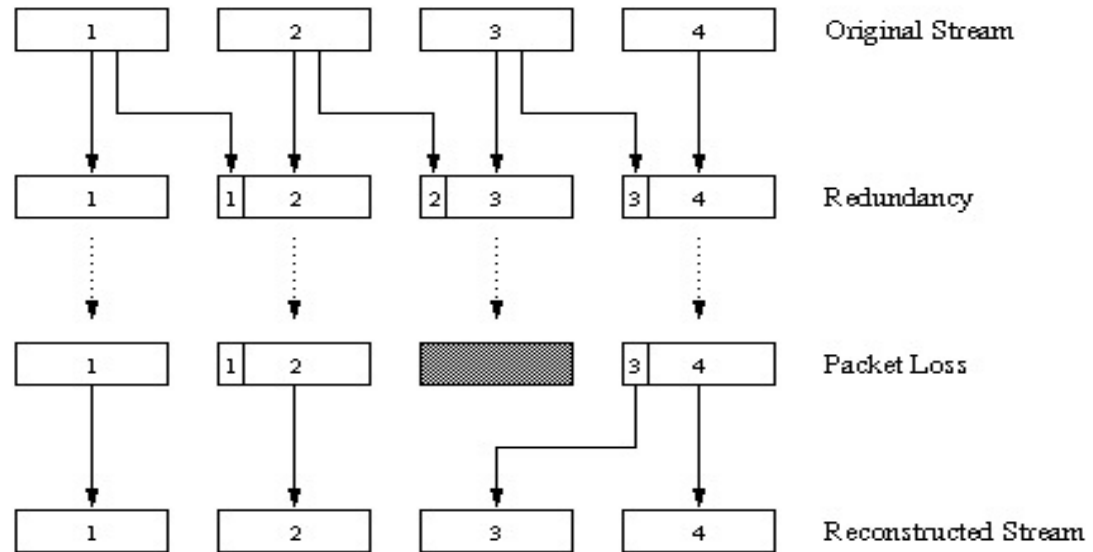 1 2 3 4 Original Stream
1 1 2 2 3 3 4 Redundancy
1 1 2 3 4 Packet Loss
1 2 3 4 Reconstructed Stream